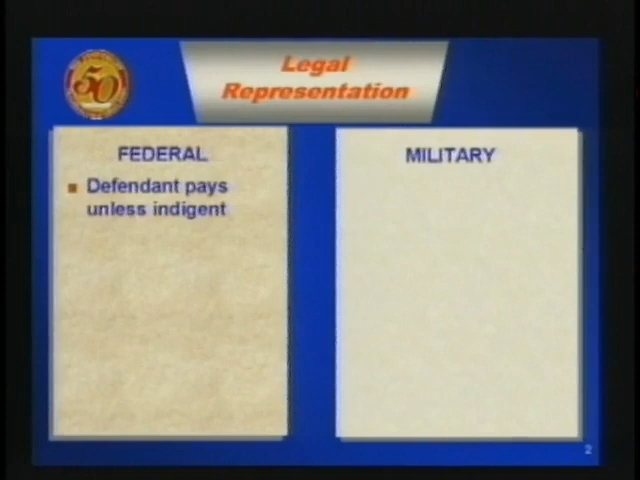 Legal
Representation
50
FEDERAL
Defendant pays
unless indigent
MILITARY
2